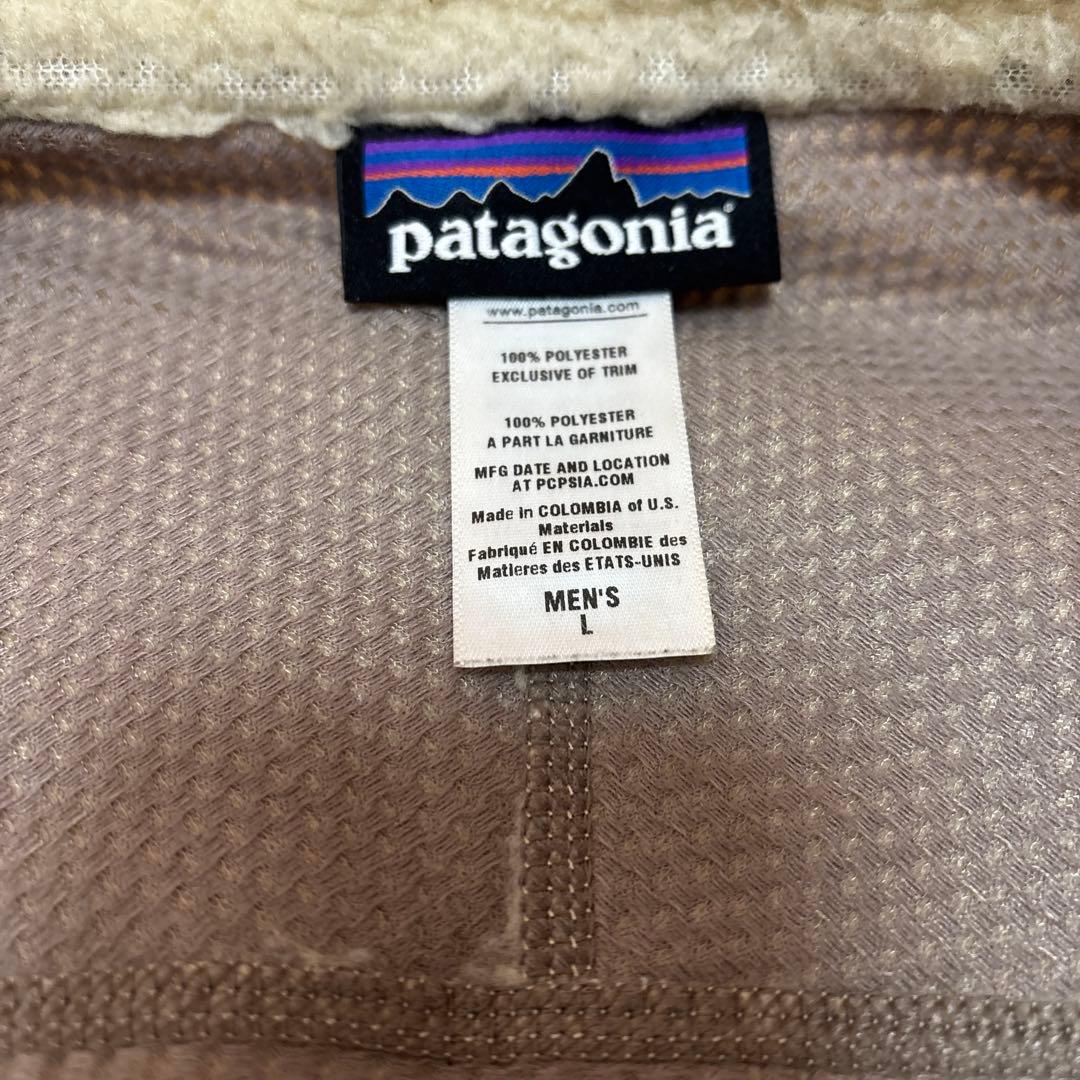 patagonia®
www.patagonia.com
100% POLYESTER
EXCLUSIVE OF TRIM
100% POLYESTER
A PART LA GARNITURE
MFG DATE AND LOCATION
AT PCPSIA.COM
Made in COLOMBIA of U.S.
Materials
Fabriqué EN COLOMBIE des
Matieres des ETATS-UNIS
MEN'S
L